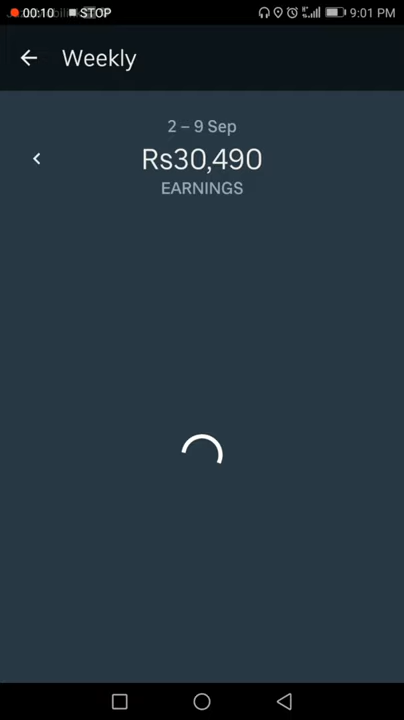 00:10 STOP 9:01 PM
Weekly
2 – 9 Sep
Rs30,490
EARNINGS